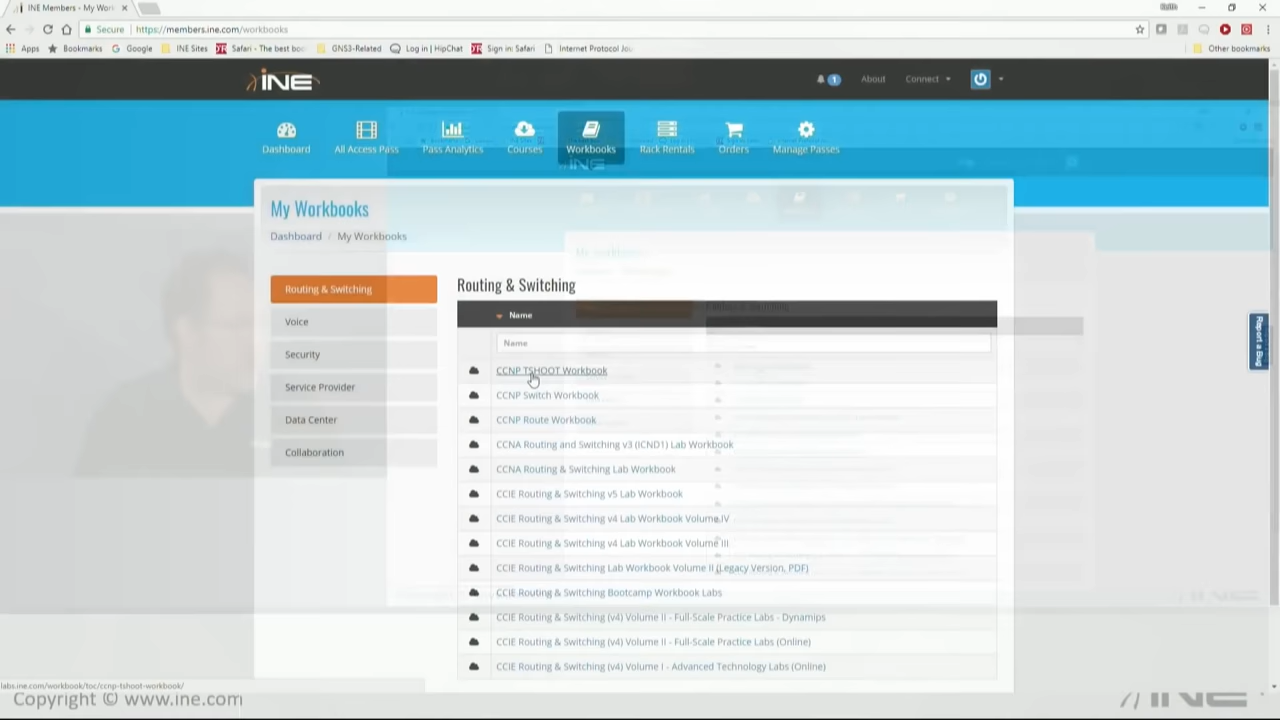 INE Members - My Wor
Secure https://members.ine.com/workbooks
Apps Bookmarks Google INE Sites Safari - The best boo GNS3-Related Log in | HipChat Sign in: Safari Internet Protocol Jou Other bookmarks
iNE 1 About Connect
Dashboard All Access Pass Pass Analytics Courses Workbooks Rack Rentals Orders Manage Passes
My Workbooks
Dashboard / My Workbooks
Routing & Switching
Voice
Security
Service Provider
Data Center
Collaboration
Routing & Switching
Name
Name
CCNP TSHOOT Workbook
CCNP Switch Workbook
CCNP Route Workbook
CCNA Routing and Switching v3 (ICND1) Lab Workbook
CCNA Routing & Switching Lab Workbook
CCIE Routing & Switching v5 Lab Workbook
CCIE Routing & Switching v4 Lab Workbook Volume IV
CCIE Routing & Switching v4 Lab Workbook Volume III
CCIE Routing & Switching Lab Workbook Volume II (Legacy Version, PDF)
CCIE Routing & Switching Bootcamp Workbook Labs
CCIE Routing & Switching (v4) Volume II - Full-Scale Practice Labs - Dynamips
CCIE Routing & Switching (v4) Volume II - Full-Scale Practice Labs (Online)
CCIE Routing & Switching (v4) Volume I - Advanced Technology Labs (Online)
Report a Bug
labs.ine.com/workbook/toc/ccnp-tshoot-workbook/
Copyright © www.ine.com
iNE